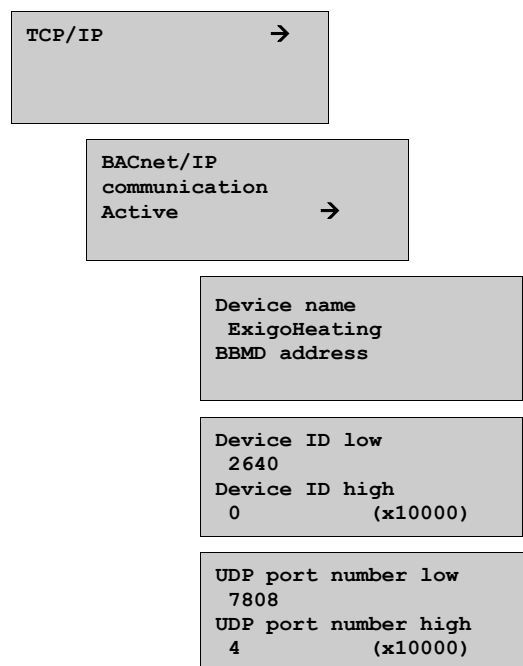 TCP/IP →
BACnet/IP
communication
Active →
Device name
ExigoHeating
BBMD address
Device ID low
2640
Device ID high
0 (x10000)
UDP port number low
7808
UDP port number high
4 (x10000)